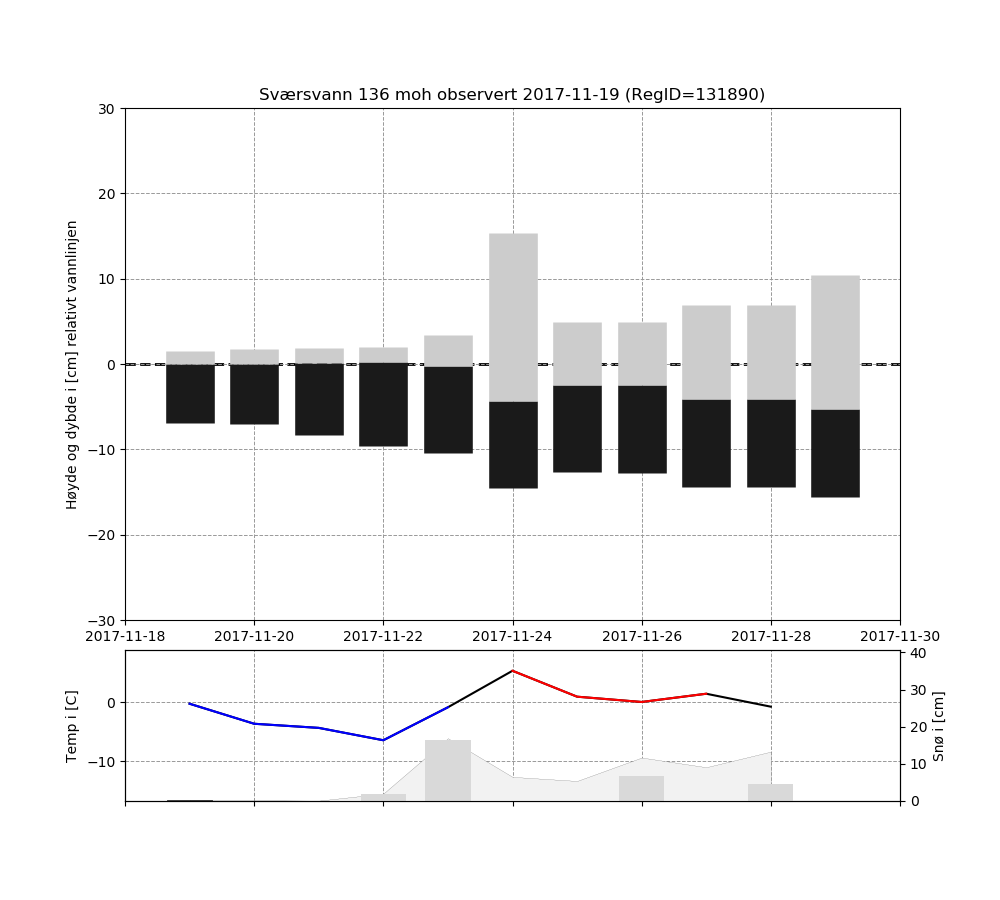 Sværsvann 136 moh observert 2017-11-19 (RegID=131890)
Høyde og dybde i [cm] relativt vannlinjen
30
20
10
0
−10
−20
−30
2017-11-18 2017-11-20 2017-11-22 2017-11-24 2017-11-26 2017-11-28 2017-11-30
Temp i [C]
0
−10
40
30
20
10
0
Snø i [cm]